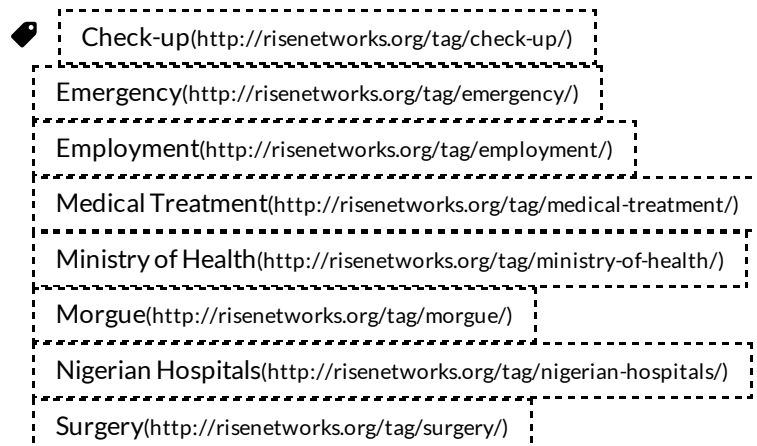 Check-up(http://risenetworks.org/tag/check-up/)
Emergency(http://risenetworks.org/tag/emergency/)
Employment(http://risenetworks.org/tag/employment/)
Medical Treatment(http://risenetworks.org/tag/medical-treatment/)
Ministry of Health(http://risenetworks.org/tag/ministry-of-health/)
Morgue(http://risenetworks.org/tag/morgue/)
Nigerian Hospitals(http://risenetworks.org/tag/nigerian-hospitals/)
Surgery(http://risenetworks.org/tag/surgery/)